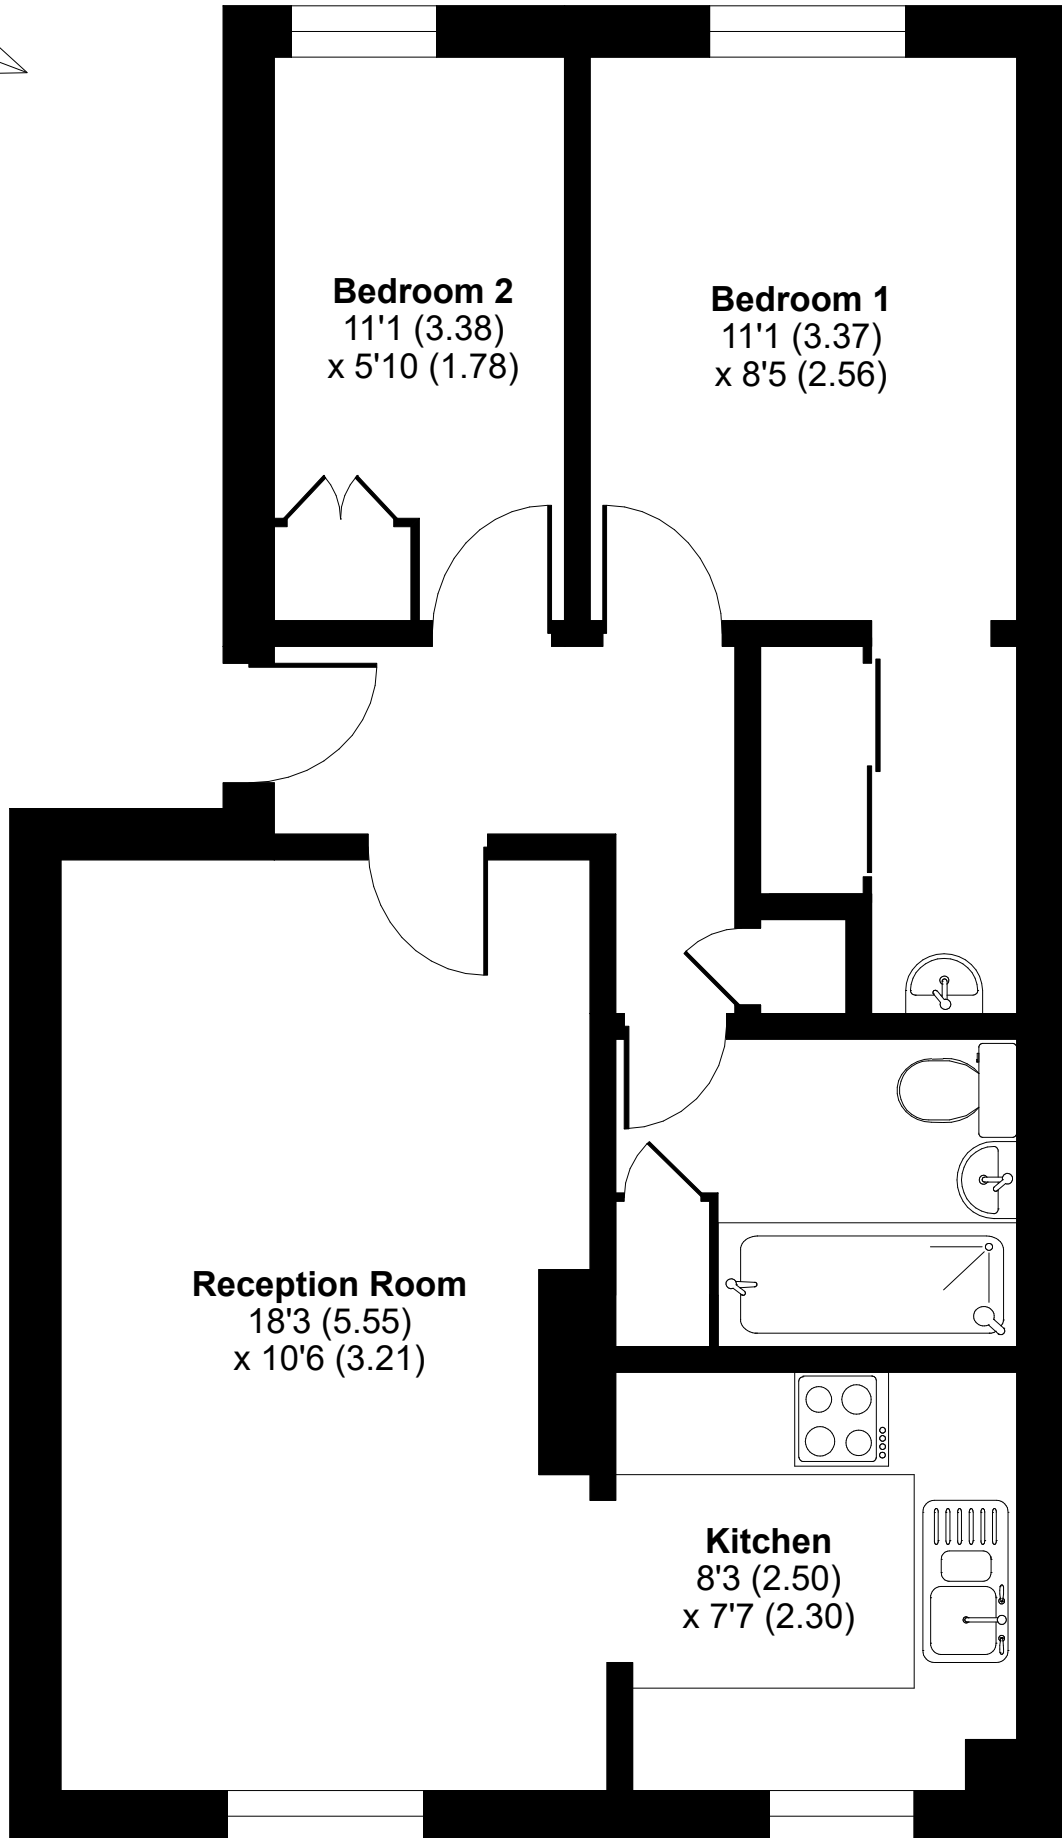 Bedroom 2
11'1 (3.38)
x 5'10 (1.78)
Bedroom 1
11'1 (3.37)
x 8'5 (2.56)
Reception Room
18'3 (5.55)
x 10'6 (3.21)
Kitchen
8'3 (2.50)
x 7'7 (2.30)